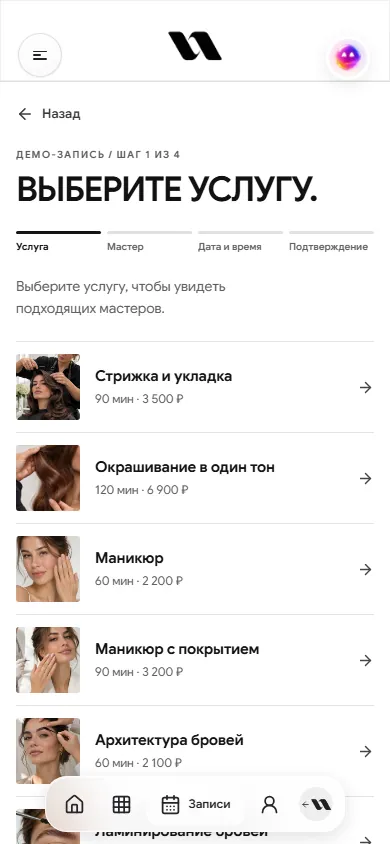 Назад
ДЕМО-ЗАПИСЬ / ШАГ 1 ИЗ 4
ВЫБЕРИТЕ УСЛУГУ.
Услуга
Мастер
Дата и время
Подтверждение
Выберите услугу, чтобы увидеть
подходящих мастеров.
Стрижка и укладка
90 мин · 3 500 ₽
Окрашивание в один тон
120 мин · 6 900 ₽
Маникюр
60 мин · 2 200 ₽
Маникюр с покрытием
90 мин · 3 200 ₽
Архитектура бровей
60 мин · 2 100 ₽
Записи
Ламинирование бровей